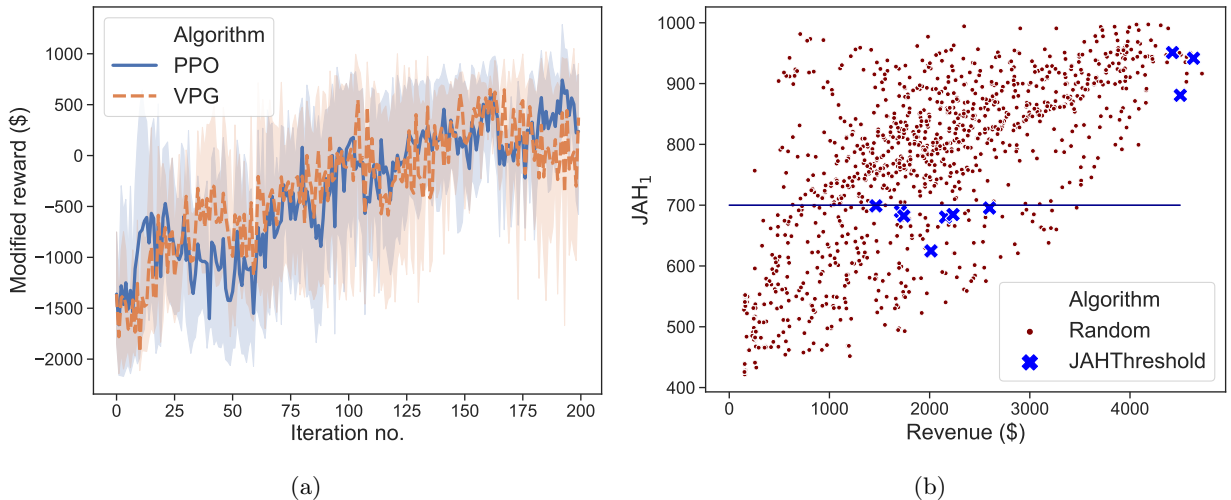 Algorithm
PPO
VPG
1000
500
0
−500
−1000
−1500
−2000
Modified reward ($)
0 25 50 75 100 125 150 175 200
Iteration no.
(a)
1000
900
800
700
600
500
400
JAH₁
Algorithm
Random
JAHThreshold
0 1000 2000 3000 4000
Revenue ($)
(b)